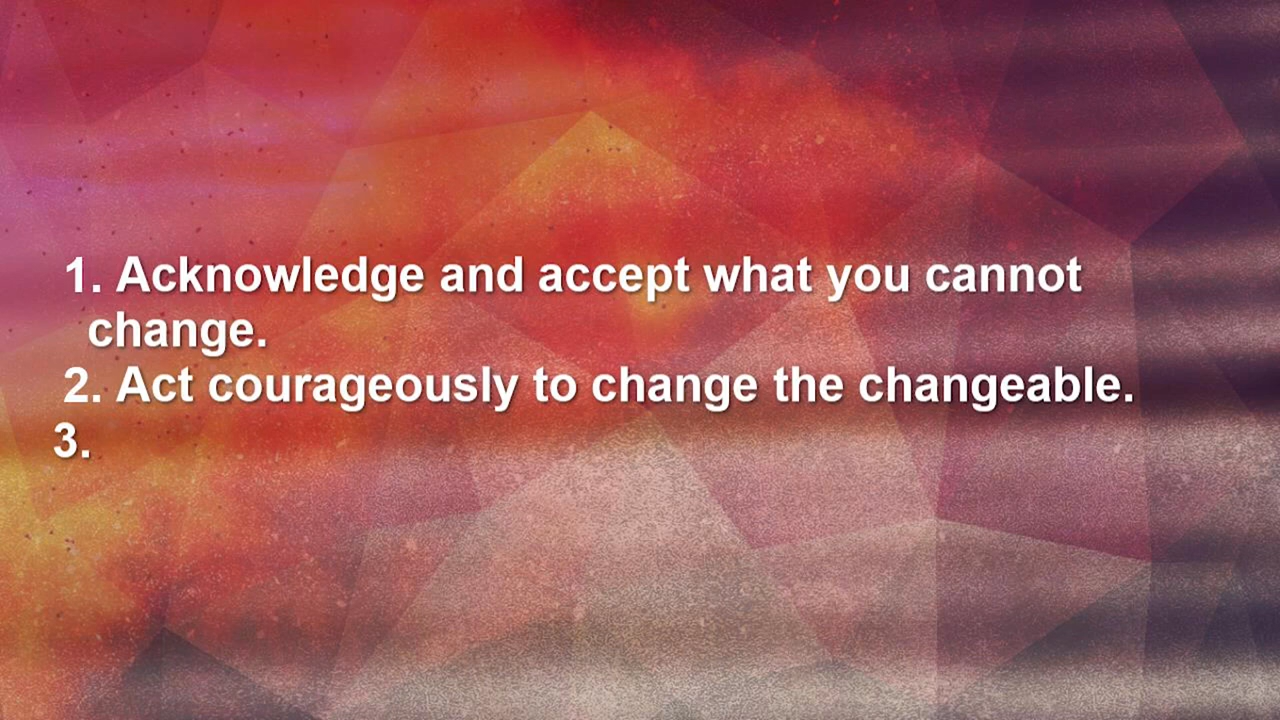 1. Acknowledge and accept what you cannot
change.
2. Act courageously to change the changeable.
3.